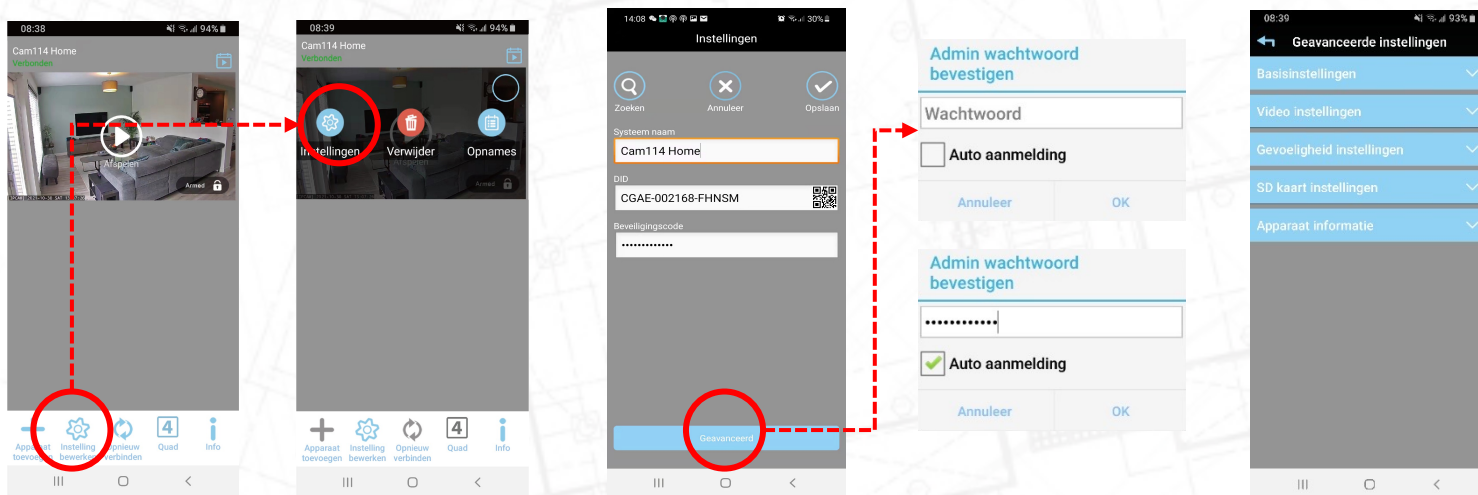 08:38
94%
Cam114 Home
Verbonden
Afspelen
Armed
Apparaat toevoegen
Instelling bewerken
Opnieuw verbinden
4
Quad
Info
08:39
94%
Cam114 Home
Verbonden
Instellingen
Verwijder
Opnames
Afspelen
Armed
Apparaat toevoegen
Instelling bewerken
Opnieuw verbinden
4
Quad
Info
14:08
30%
Instellingen
Zoeken
Annuleer
Opslaan
Systeem naam
Cam114 Home
DID
CGAE-002168-FHNSM
Beveiligingscode
•••••••••••••
Geavanceerd
Admin wachtwoord
bevestigen
Wachtwoord
Auto aanmelding
Annuleer
OK
Admin wachtwoord
bevestigen
••••••••••••
Auto aanmelding
Annuleer
OK
08:39
93%
Geavanceerde instellingen
Basisinstellingen
Video instellingen
Gevoeligheid instellingen
SD kaart instellingen
Apparaat informatie